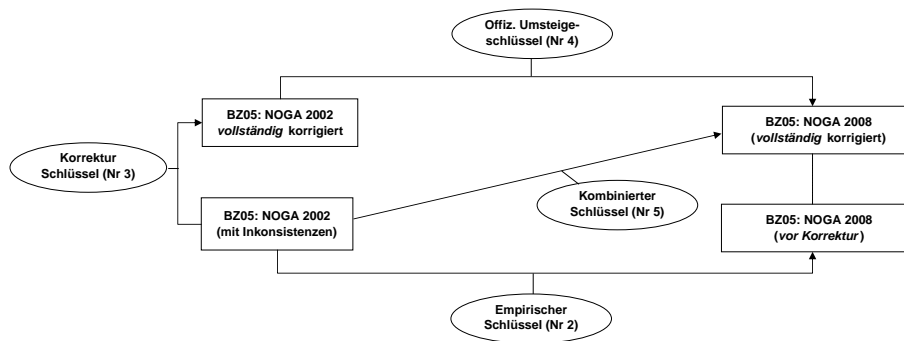 Offiz. Umsteige-
schlüssel (Nr 4)
BZ05: NOGA 2002
vollständig korrigiert
BZ05: NOGA 2008
(vollständig korrigiert)
Korrektur
Schlüssel (Nr 3)
Kombinierter
Schlüssel (Nr 5)
BZ05: NOGA 2002
(mit Inkonsistenzen)
BZ05: NOGA 2008
(vor Korrektur)
Empirischer
Schlüssel (Nr 2)